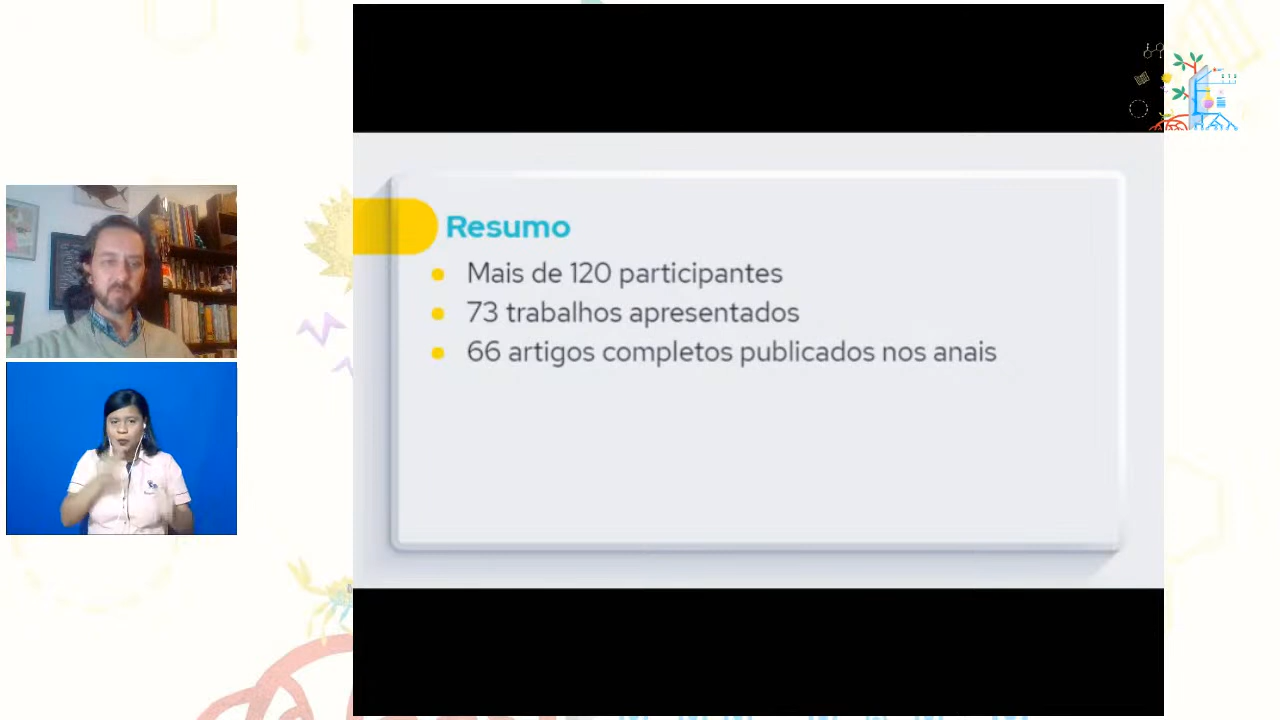 Resumo
Mais de 120 participantes
73 trabalhos apresentados
66 artigos completos publicados nos anais